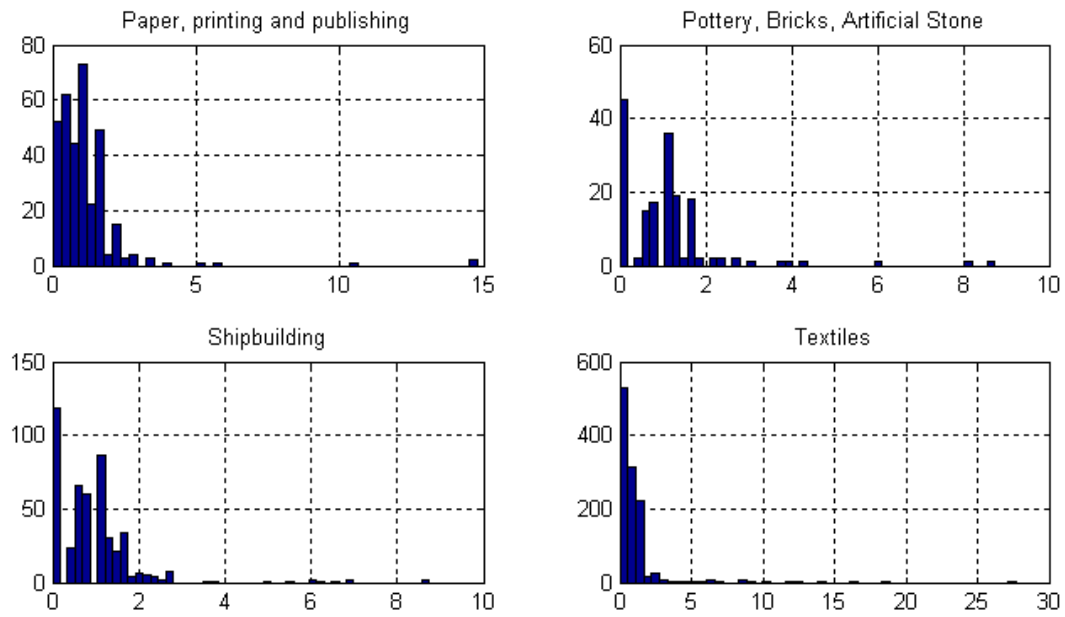 Paper, printing and publishing
80
60
40
20
0
0 5 10 15
Pottery, Bricks, Artificial Stone
60
40
20
0
0 2 4 6 8 10
Shipbuilding
150
100
50
0
0 2 4 6 8 10
Textiles
600
400
200
0
0 5 10 15 20 25 30